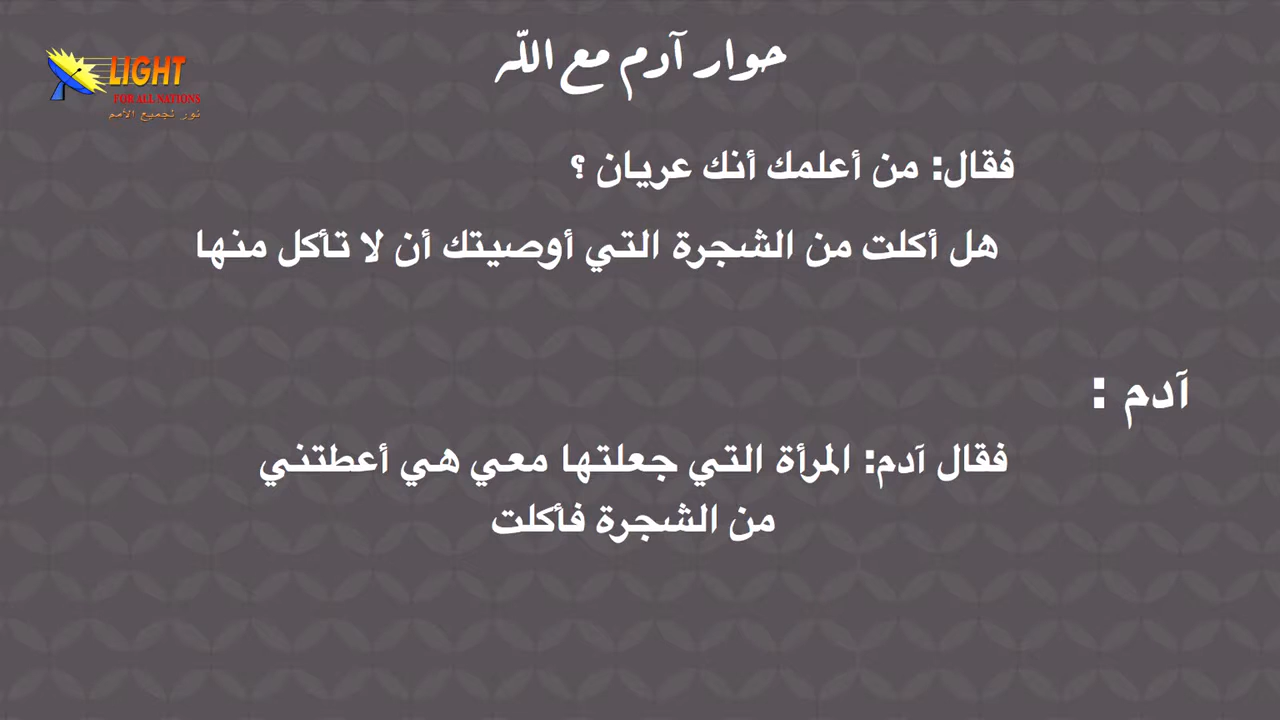 حوار آدم مع الله
LIGHT
FOR ALL NATIONS
نور لجميع الأمم
فقال: من أعلمك أنك عريان ؟
هل أكلت من الشجرة التي أوصيتك أن لا تأكل منها
آدم :
فقال آدم: المرأة التي جعلتها معي هي أعطتني
من الشجرة فأكلت